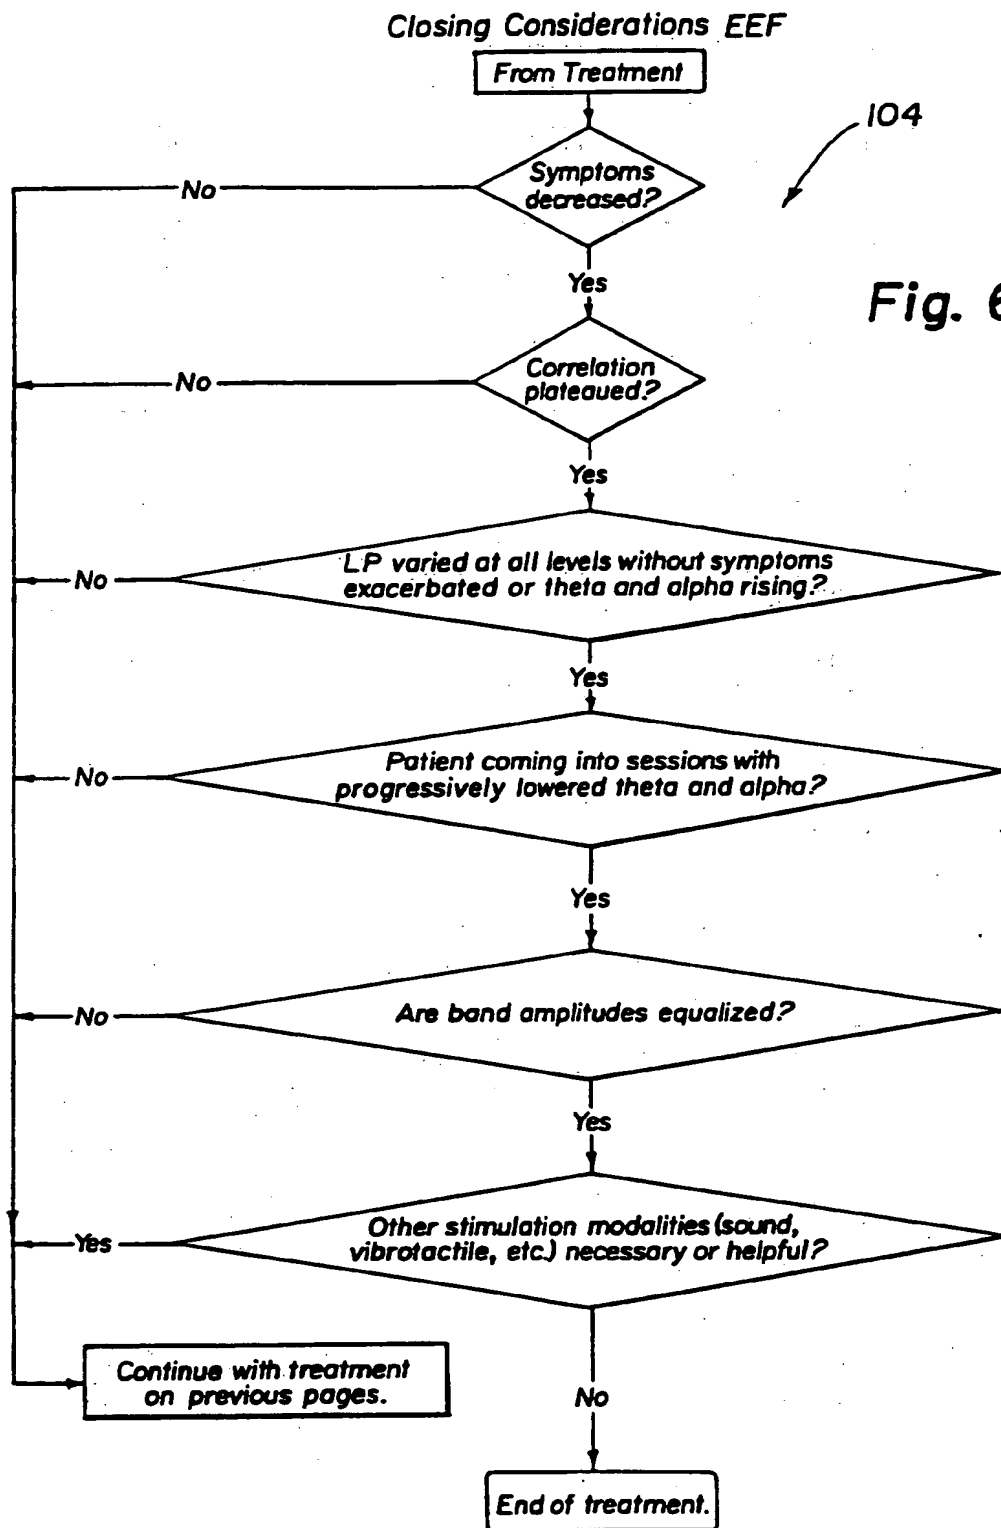 Closing Considerations EEF
From Treatment
104
Symptoms
decreased?
No
Yes
Fig. 6
Correlation
plateaued?
No
Yes
LP varied at all levels without symptoms
exacerbated or theta and alpha rising?
No
Yes
Patient coming into sessions with
progressively lowered theta and alpha?
No
Yes
Are band amplitudes equalized?
No
Yes
Other stimulation modalities (sound,
vibrotactile, etc.) necessary or helpful?
Yes
Continue with treatment
on previous pages.
No
End of treatment.